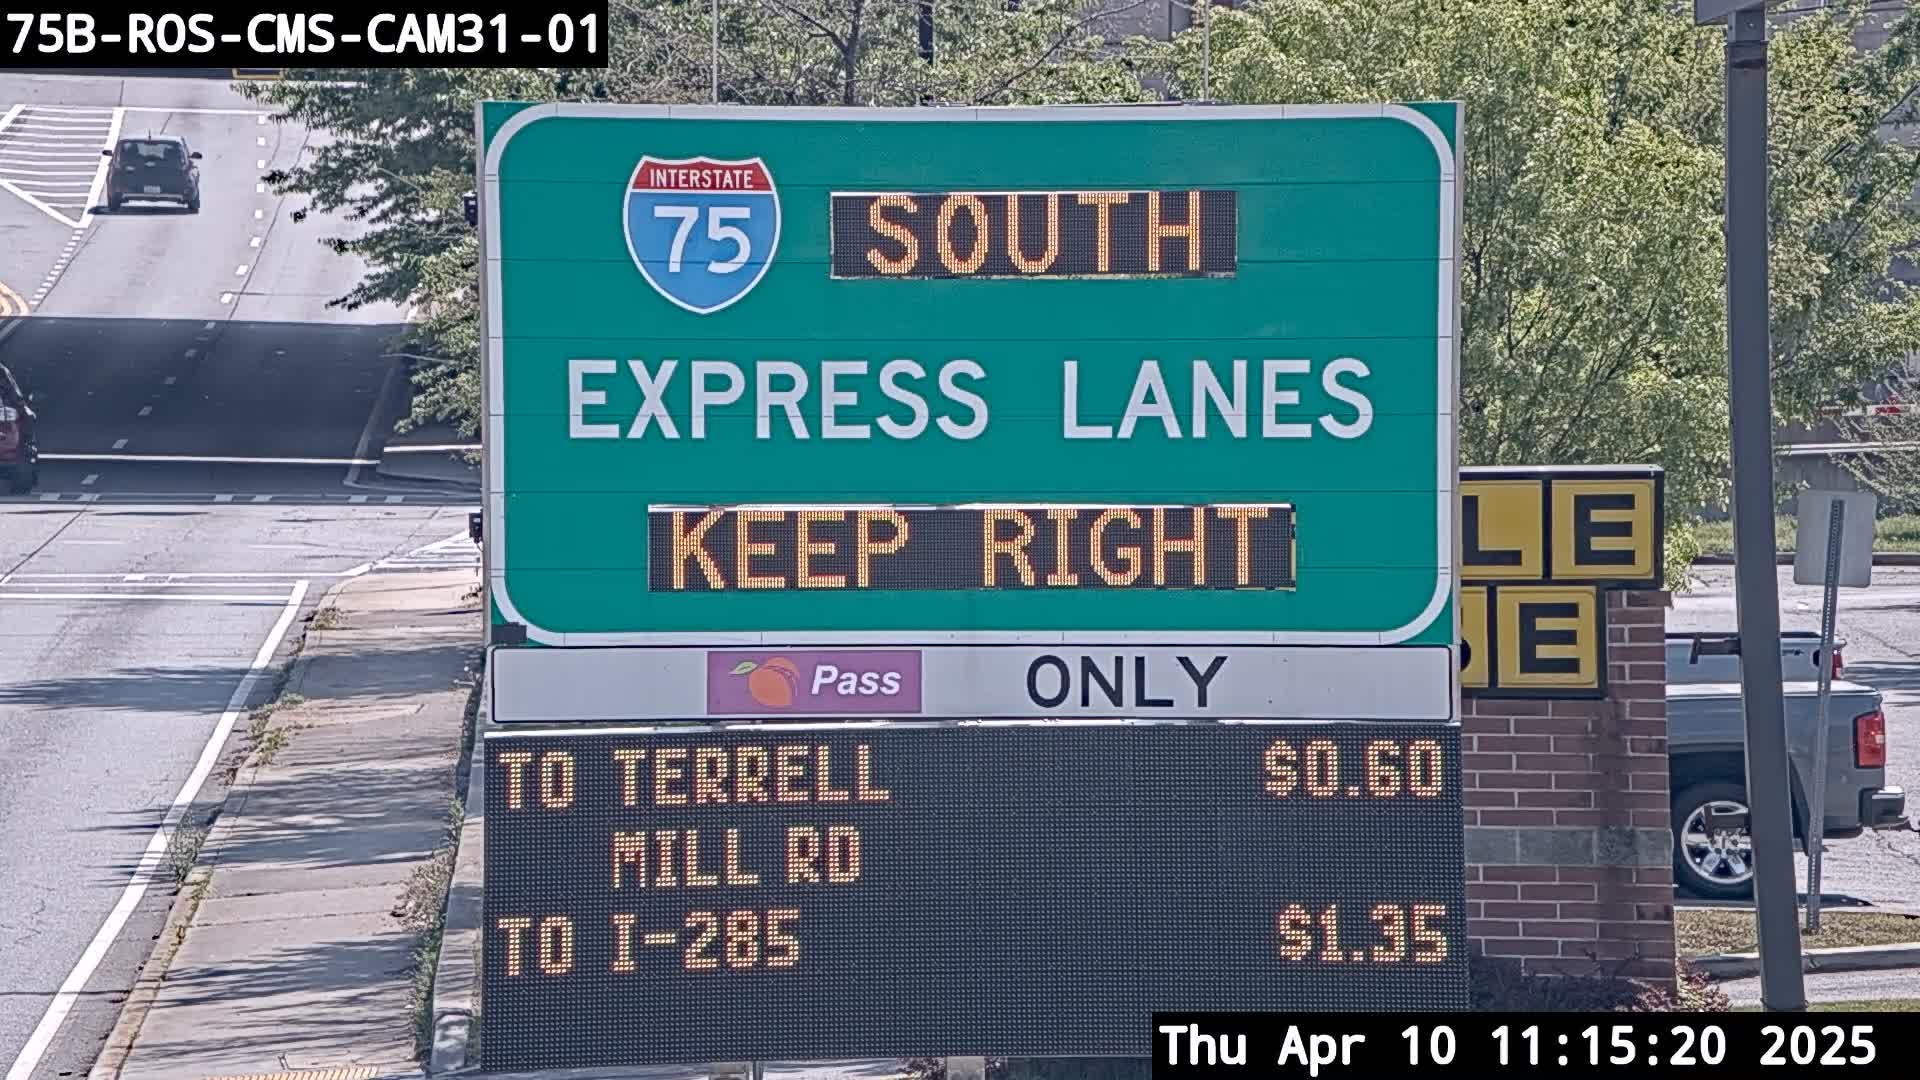 75B-ROS-CMS-CAM31-01
INTERSTATE
75
SOUTH
EXPRESS LANES
KEEP RIGHT
LE
E
Pass ONLY
TO TERRELL $0.60
MILL RD
TO I-285 $1.35
Thu Apr 10 11:15:20 2025